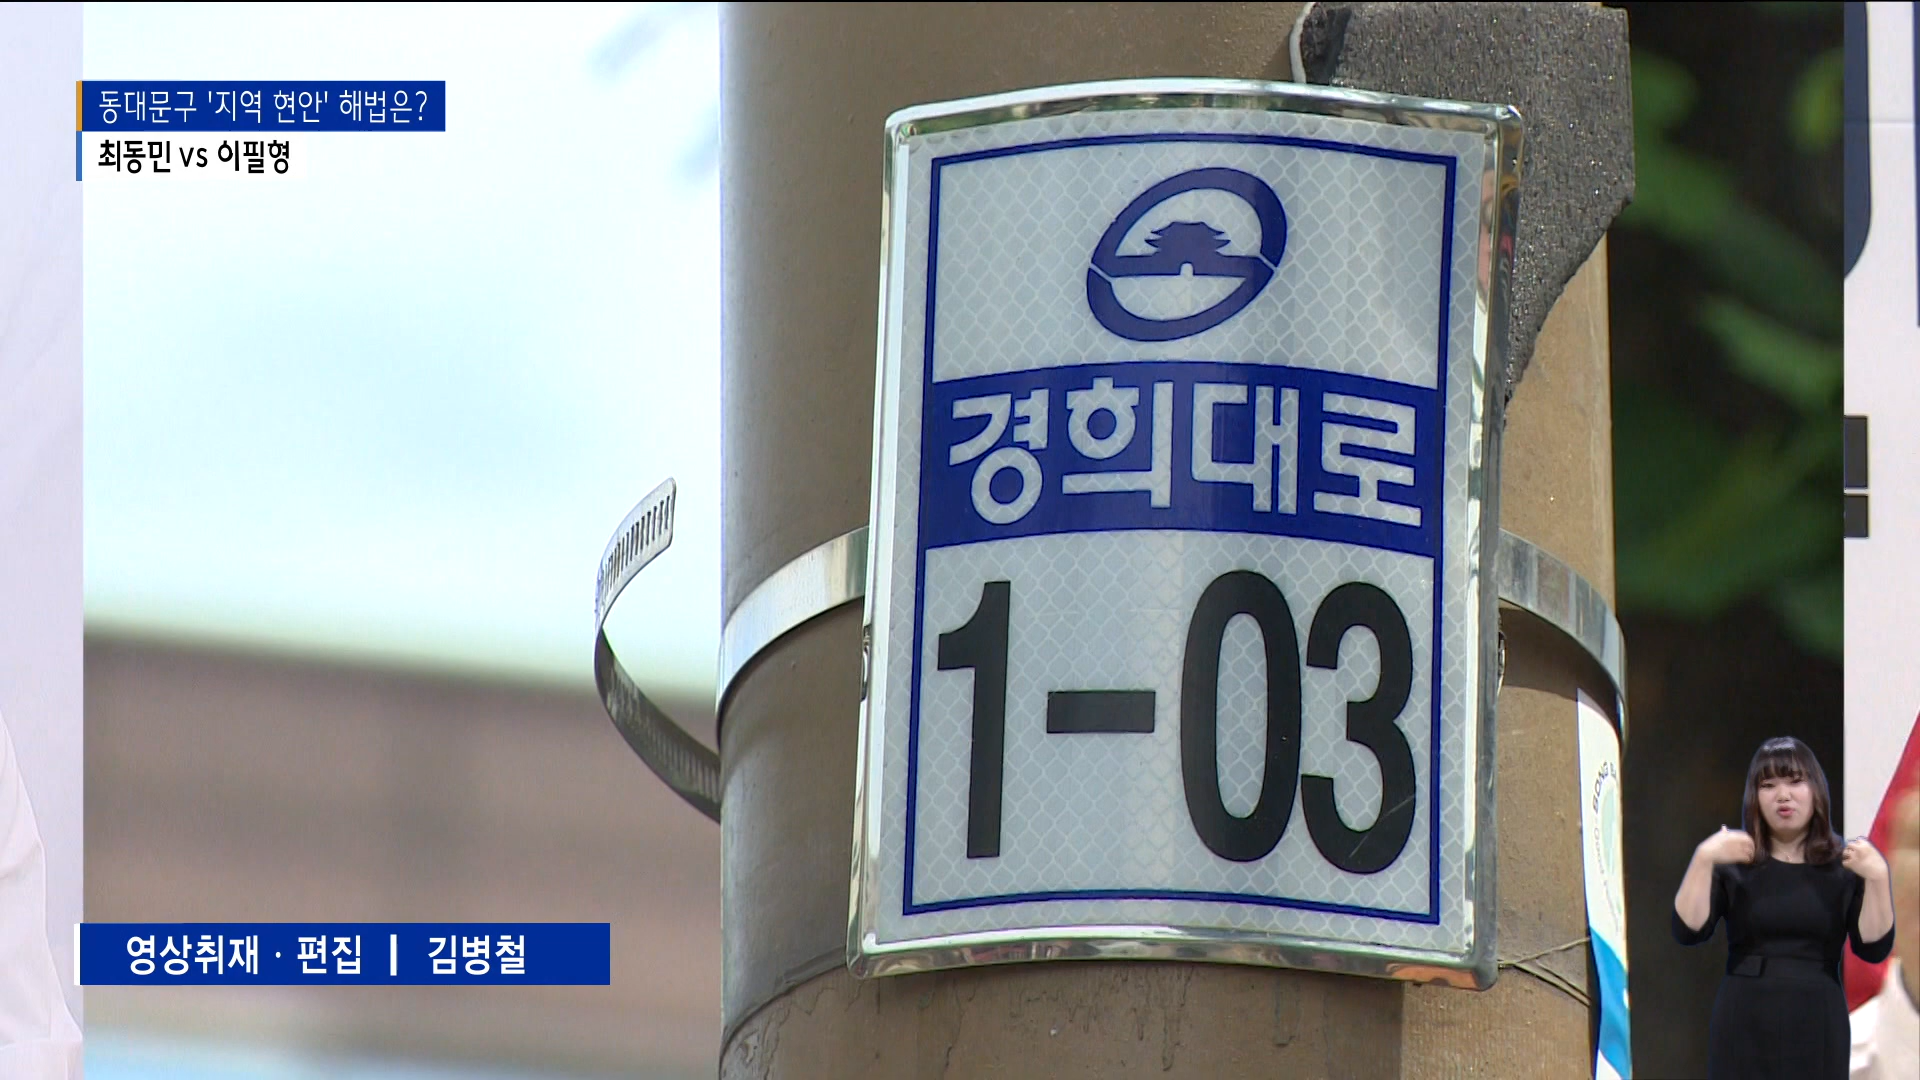 동대문구 '지역 현안' 해법은?
최동민 vs 이필형
경희대로
1-03
영상취재 · 편집 | 김병철